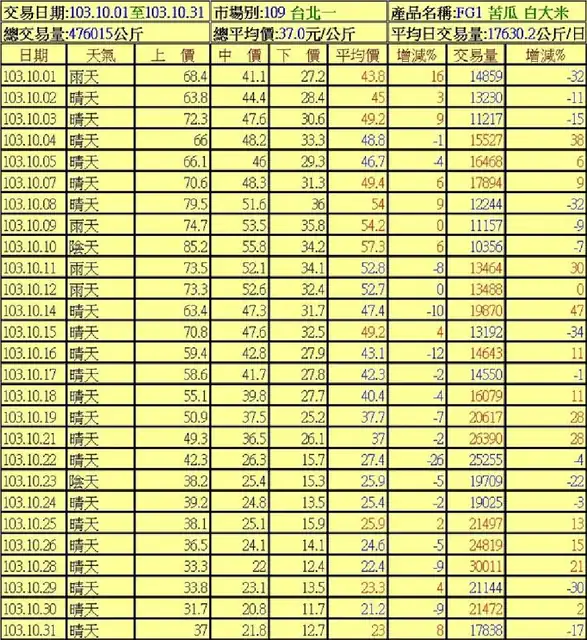 交易日期:103.10.01至103.10.31 市場別:109 台北一 產品名稱:FG1 苦瓜 白大米
總交易量:476015公斤 總平均價:37.0元/公斤 平均日交易量:17630.2公斤/日
日期 天氣 上 價 中 價 下 價 平均價 增減% 交易量 增減%
103.10.01 雨天 68.4 41.1 27.2 43.8 16 14859 -32
103.10.02 晴天 63.8 44.4 28.4 45 3 13230 -11
103.10.03 晴天 72.3 47.6 30.6 49.2 9 11217 -15
103.10.04 晴天 66 48.2 33.3 48.8 -1 15527 38
103.10.05 晴天 66.1 46 29.3 46.7 -4 16468 6
103.10.07 晴天 70.6 48.3 31.3 49.4 6 17894 9
103.10.08 晴天 79.5 51.6 36 54 9 12244 -32
103.10.09 雨天 74.7 53.5 35.8 54.2 0 11157 -9
103.10.10 陰天 85.2 55.8 34.2 57.3 6 10356 -7
103.10.11 雨天 73.5 52.1 34.1 52.8 -8 13464 30
103.10.12 雨天 73.3 52.6 32.4 52.7 0 13488 0
103.10.14 晴天 63.4 47.3 31.7 47.4 -10 19870 47
103.10.15 晴天 70.8 47.6 32.5 49.2 4 13192 -34
103.10.16 晴天 59.4 42.8 27.9 43.1 -12 14643 11
103.10.17 晴天 58.6 41.7 27.8 42.3 -2 14550 -1
103.10.18 晴天 55.1 39.8 27.7 40.4 -4 16079 11
103.10.19 晴天 50.9 37.5 25.2 37.7 -7 20617 28
103.10.21 晴天 49.3 36.5 26.1 37 -2 26390 28
103.10.22 晴天 42.3 26.3 15.7 27.4 -26 25255 -4
103.10.23 陰天 38.2 25.4 15.3 25.9 -5 19709 -22
103.10.24 晴天 39.2 24.8 13.5 25.4 -2 19025 -3
103.10.25 晴天 38.1 25.1 15.9 25.9 2 21497 13
103.10.26 晴天 36.5 24.1 14.1 24.6 -5 24819 15
103.10.28 晴天 33.3 22 12.4 22.4 -9 30011 21
103.10.29 晴天 33.8 23.1 13.5 23.3 4 21144 -30
103.10.30 晴天 31.7 20.8 11.7 21.2 -9 21472 2
103.10.31 晴天 37 21.8 12.7 23 8 17838 -17